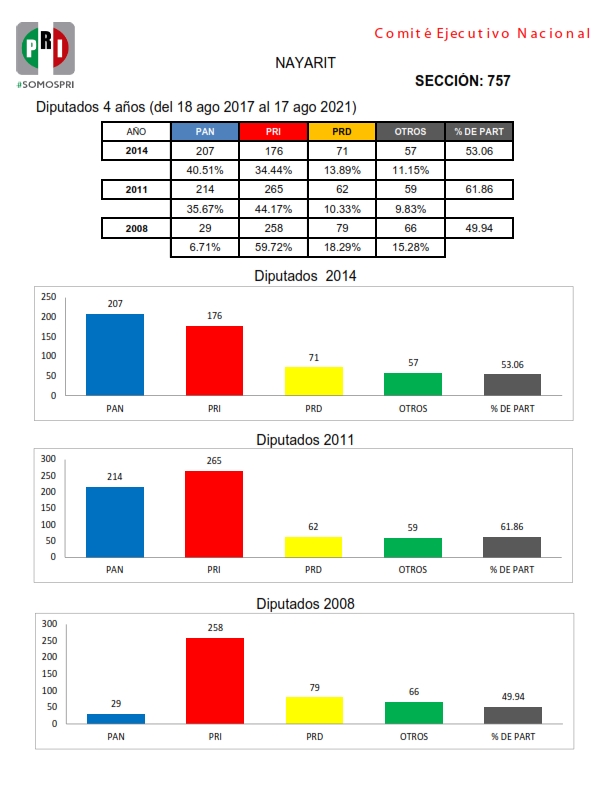 Comité Ejecutivo Nacional
PRI
#SOMOSPRI
NAYARIT
SECCIÓN: 757
Diputados 4 años (del 18 ago 2017 al 17 ago 2021)
AÑO PAN PRI PRD OTROS % DE PART
2014 207 176 71 57 53.06
40.51% 34.44% 13.89% 11.15%
2011 214 265 62 59 61.86
35.67% 44.17% 10.33% 9.83%
2008 29 258 79 66 49.94
6.71% 59.72% 18.29% 15.28%
Diputados 2014
250
200
150
100
50
0
207
176
71
57
53.06
PAN PRI PRD OTROS % DE PART
Diputados 2011
300
250
200
150
100
50
0
214
265
62
59
61.86
PAN PRI PRD OTROS % DE PART
Diputados 2008
300
250
200
150
100
50
0
29
258
79
66
49.94
PAN PRI PRD OTROS % DE PART